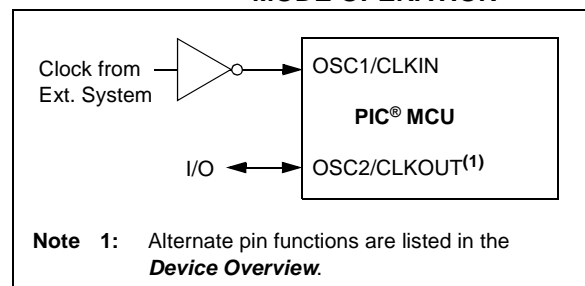 MODE OPERATION
Clock from
Ext. System
OSC1/CLKIN
PIC® MCU
I/O
OSC2/CLKOUT(1)
Note 1: Alternate pin functions are listed in the
Device Overview.